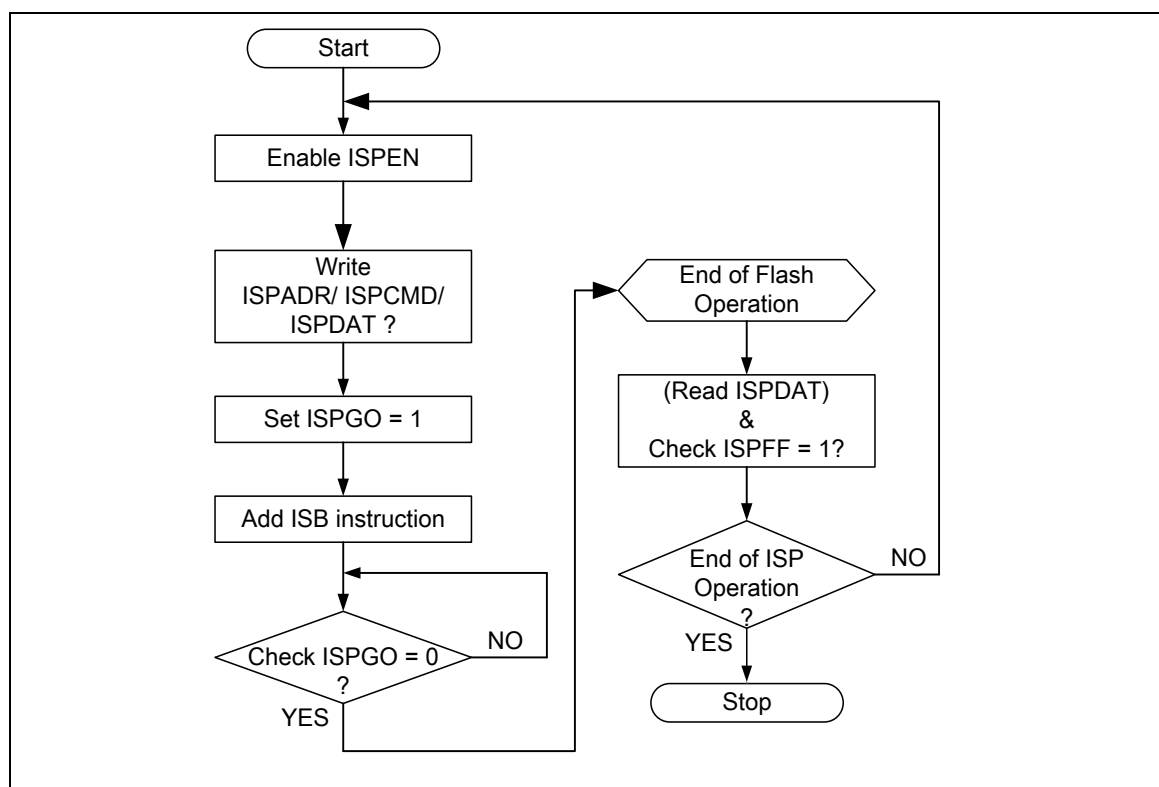 Start
Enable ISPEN
Write
ISPADR/ ISPCMD/
ISPDAT ?
Set ISPGO = 1
Add ISB instruction
Check ISPGO = 0
?
NO
YES
End of Flash
Operation
(Read ISPDAT)
&
Check ISPFF = 1?
End of ISP
Operation
?
NO
YES
Stop